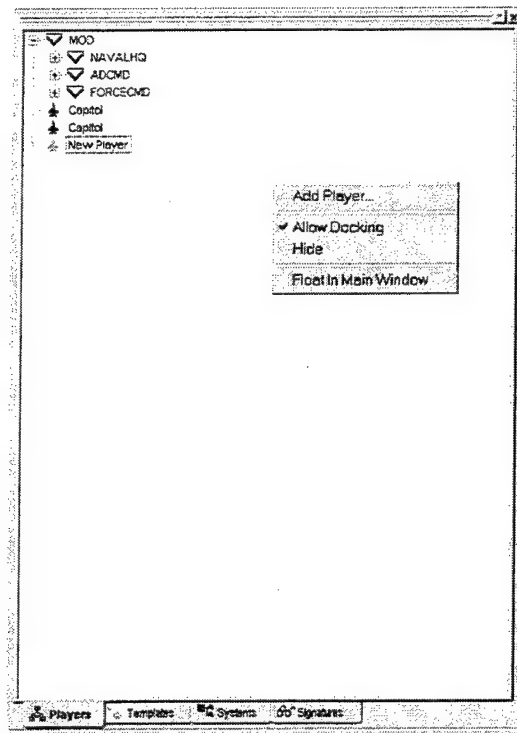 MOD
NAVALHQ
ADCMD
FORCECMD
Capitol
Capitol
New Player
Add Player...
Allow Docking
Hide
Float In Main Window
Players Templates Systems Signatures